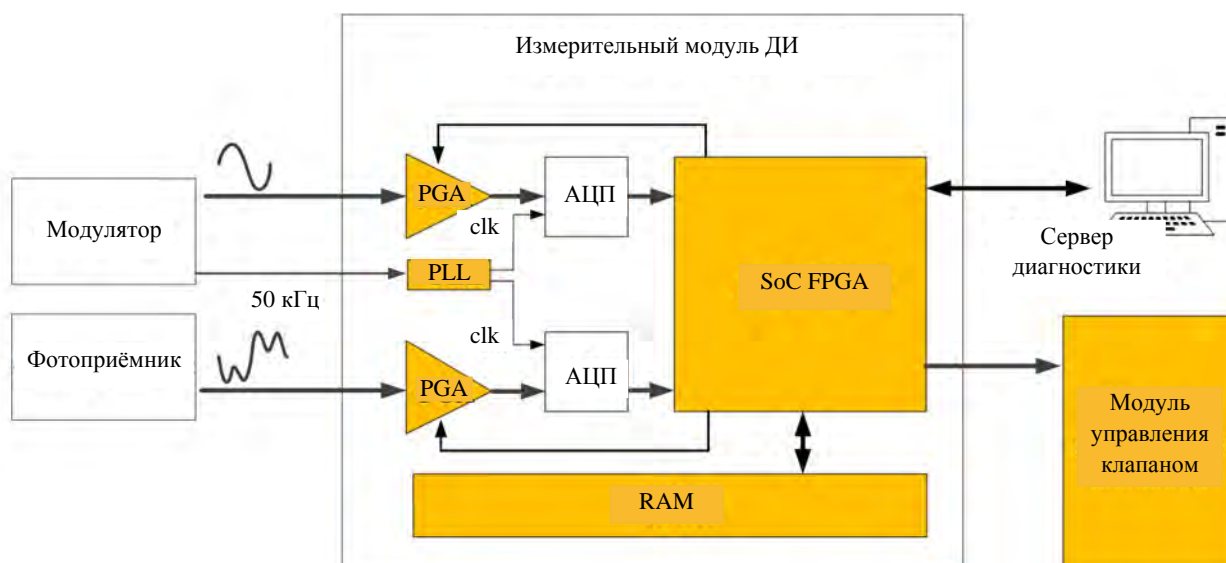 Измерительный модуль ДИ
Модулятор
PGA
clk
АЦП
PLL
50 кГц
SoC FPGA
Сервер
диагностики
Фотоприёмник
clk
PGA
АЦП
RAM
Модуль
управления
клапаном